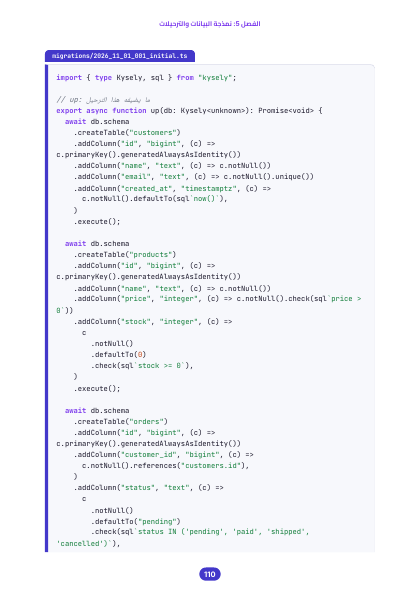 الفصل 5: نمذجة البيانات والترحيلات
migrations/2026_11_01_001_initial.ts
import { type Kysely, sql } from "kysely";
// up: ما يضيفه هذا الترحيل
export async function up(db: Kysely<unknown>): Promise<void> {
  await db.schema
    .createTable("customers")
    .addColumn("id", "bigint", (c) =>
c.primaryKey().generatedAlwaysAsIdentity())
    .addColumn("name", "text", (c) => c.notNull())
    .addColumn("email", "text", (c) => c.notNull().unique())
    .addColumn("created_at", "timestamptz", (c) =>
      c.notNull().defaultTo(sql`now()`),
    )
    .execute();
  await db.schema
    .createTable("products")
    .addColumn("id", "bigint", (c) =>
c.primaryKey().generatedAlwaysAsIdentity())
    .addColumn("name", "text", (c) => c.notNull())
    .addColumn("price", "integer", (c) => c.notNull().check(sql`price >
0`))
    .addColumn("stock", "integer", (c) =>
      c
        .notNull()
        .defaultTo(0)
        .check(sql`stock >= 0`),
    )
    .execute();
  await db.schema
    .createTable("orders")
    .addColumn("id", "bigint", (c) =>
c.primaryKey().generatedAlwaysAsIdentity())
    .addColumn("customer_id", "bigint", (c) =>
      c.notNull().references("customers.id"),
    )
    .addColumn("status", "text", (c) =>
      c
        .notNull()
        .defaultTo("pending")
        .check(sql`status IN ('pending', 'paid', 'shipped',
'cancelled')`),
110